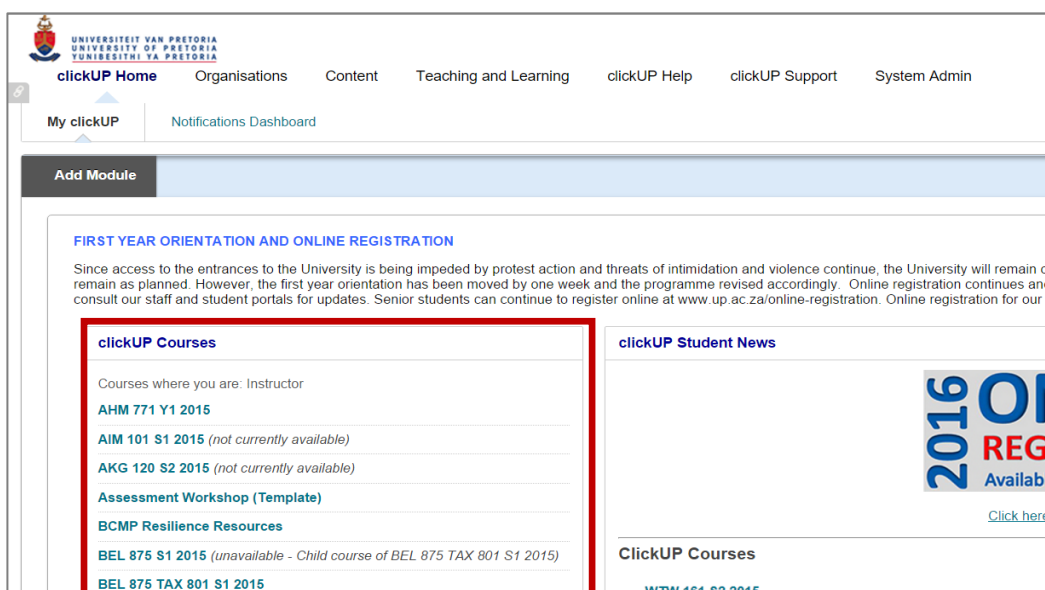 UNIVERSITEIT VAN PRETORIA
UNIVERSITY OF PRETORIA
YUNIBESITHI YA PRETORIA
clickUP Home Organisations Content Teaching and Learning clickUP Help clickUP Support System Admin
My clickUP Notifications Dashboard
Add Module
FIRST YEAR ORIENTATION AND ONLINE REGISTRATION
Since access to the entrances to the University is being impeded by protest action and threats of intimidation and violence continue, the University will remain
remain as planned. However, the first year orientation has been moved by one week and the programme revised accordingly. Online registration continues
consult our staff and student portals for updates. Senior students can continue to register online at www.up.ac.za/online-registration. Online registration for our
clickUP Courses
Courses where you are: Instructor
AHM 771 Y1 2015
AIM 101 S1 2015 (not currently available)
AKG 120 S2 2015 (not currently available)
Assessment Workshop (Template)
BCMP Resilience Resources
BEL 875 S1 2015 (unavailable - Child course of BEL 875 TAX 801 S1 2015)
BEL 875 TAX 801 S1 2015
clickUP Student News
2016
REG
Availab
Click here
ClickUP Courses
WTW 161 S2 2015